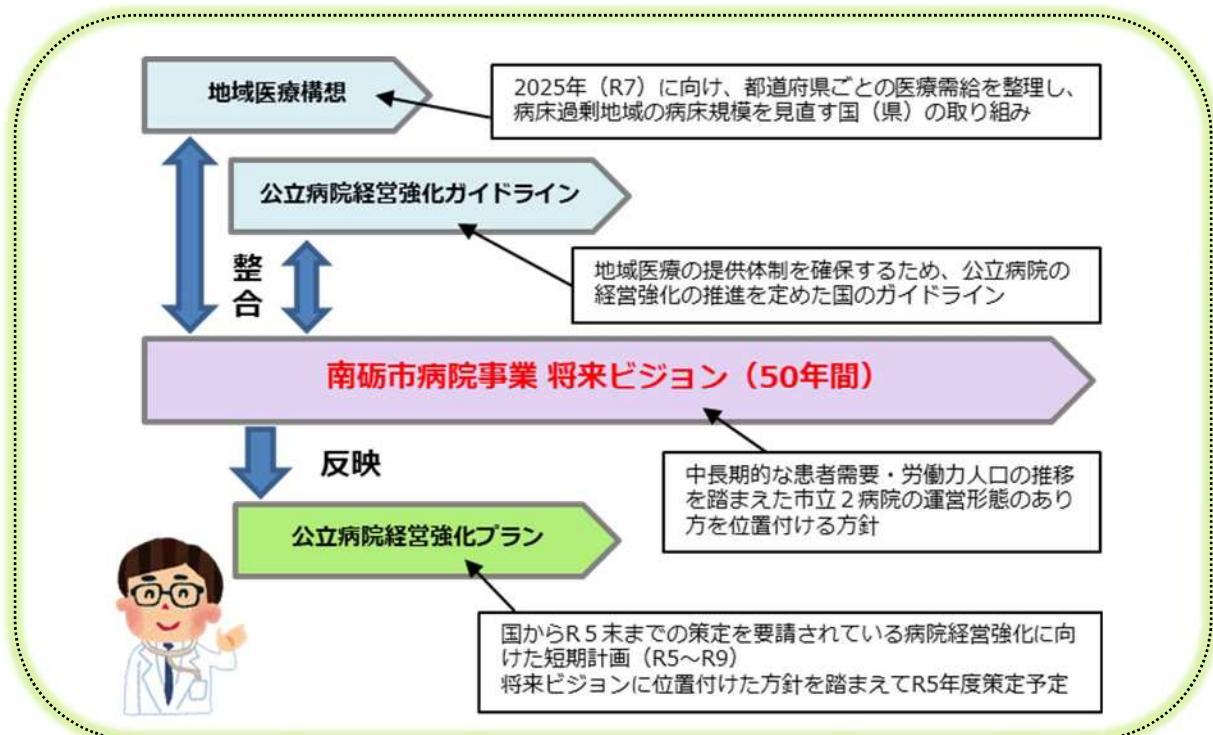 地域医療構想
2025年（R7）に向け、都道府県ごとの医療需給を整理し、
病床過剰地域の病床規模を見直す国（県）の取り組み
公立病院経営強化ガイドライン
整合
地域医療の提供体制を確保するため、公立病院の
経営強化の推進を定めた国のガイドライン
南砺市病院事業 将来ビジョン（50年間）
反映
中長期的な患者需要・労働力人口の推移
を踏まえた市立２病院の運営形態のあり
方を位置付ける方針
公立病院経営強化プラン
国からR５末までの策定を要請されている病院経営強化に向
けた短期計画（R5～R9）
将来ビジョンに位置付けた方針を踏まえてR5年度策定予定